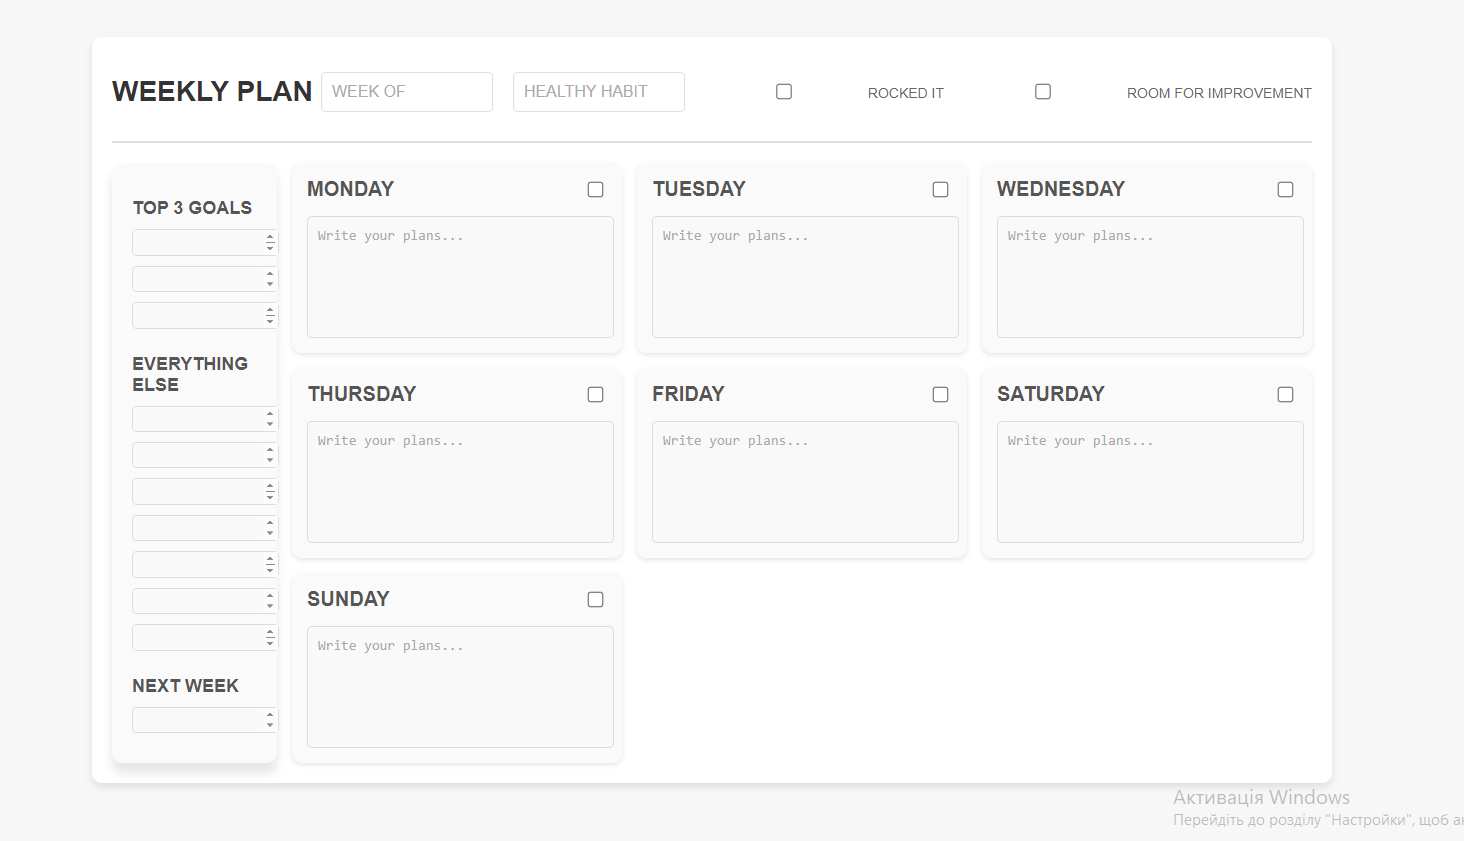 WEEKLY PLAN WEEK OF HEALTHY HABIT ROCKED IT ROOM FOR IMPROVEMENT
TOP 3 GOALS
EVERYTHING
ELSE
NEXT WEEK
MONDAY TUESDAY WEDNESDAY
Write your plans... Write your plans... Write your plans...
THURSDAY FRIDAY SATURDAY
Write your plans... Write your plans... Write your plans...
SUNDAY
Write your plans...
Активація Windows
Перейдіть до розділу "Настройки", щоб ак